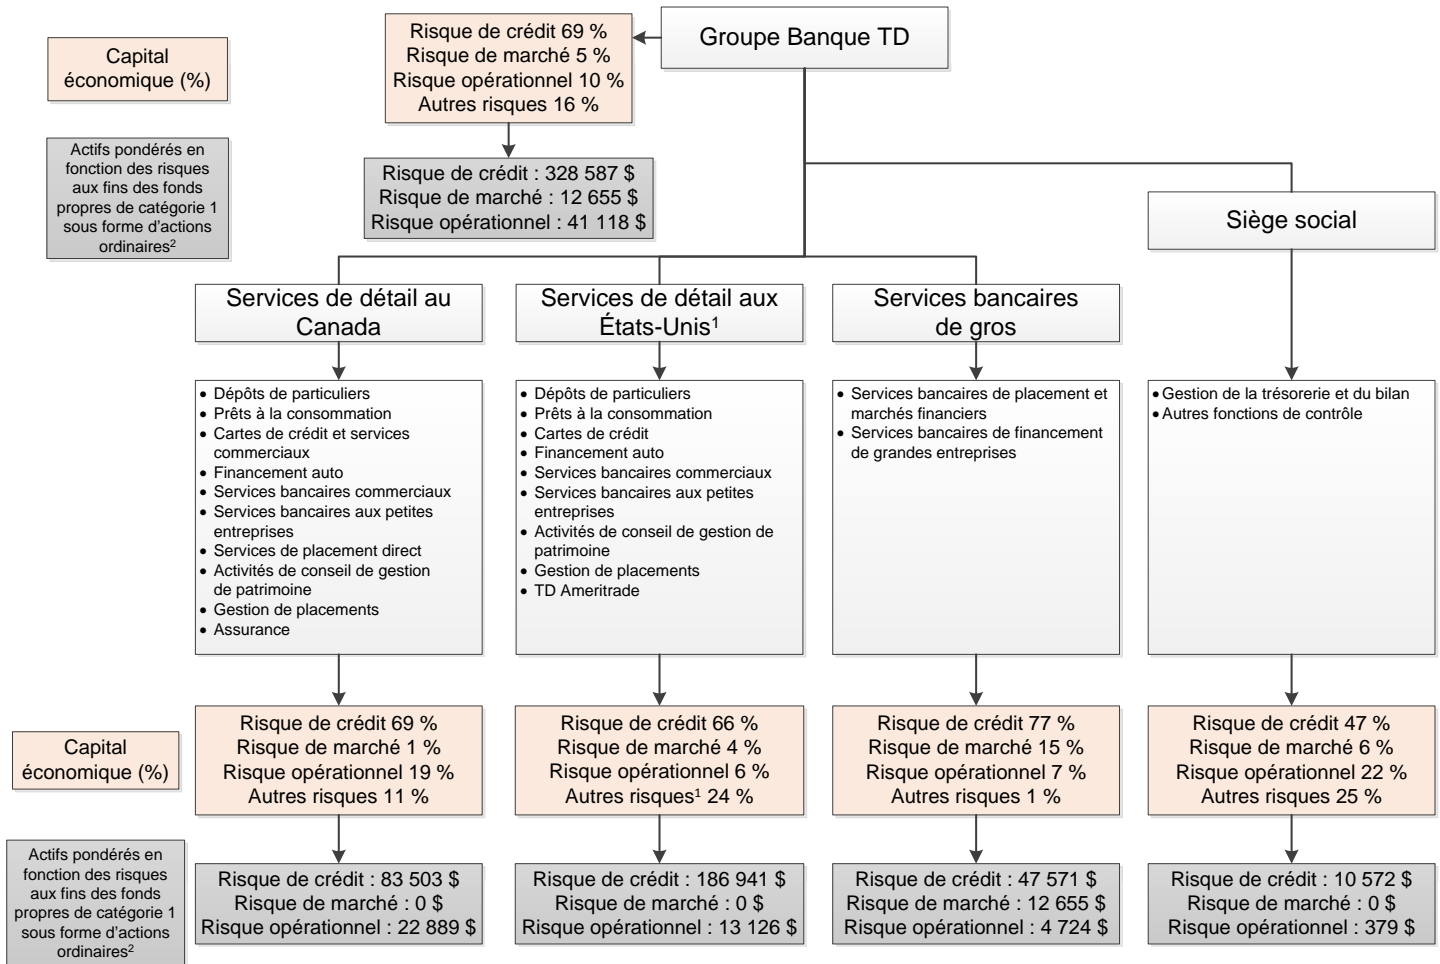 Groupe Banque TD
Capital
économique (%)
Risque de crédit 69 %
Risque de marché 5 %
Risque opérationnel 10 %
Autres risques 16 %
Actifs pondérés en
fonction des risques
aux fins des fonds
propres de catégorie 1
sous forme d'actions
ordinaires²
Risque de crédit : 328 587 $
Risque de marché : 12 655 $
Risque opérationnel : 41 118 $
Siège social
Services de détail au
Canada
Services de détail aux
États-Unis¹
Services bancaires
de gros
• Dépôts de particuliers
• Prêts à la consommation
• Cartes de crédit et services
commerciaux
• Financement auto
• Services bancaires commerciaux
• Services bancaires aux petites
entreprises
• Services de placement direct
• Activités de conseil de gestion
de patrimoine
• Gestion de placements
• Assurance
• Dépôts de particuliers
• Prêts à la consommation
• Cartes de crédit
• Financement auto
• Services bancaires commerciaux
• Services bancaires aux petites
entreprises
• Activités de conseil de gestion de
patrimoine
• Gestion de placements
• TD Ameritrade
• Services bancaires de placement et
marchés financiers
• Services bancaires de financement
de grandes entreprises
• Gestion de la trésorerie et du bilan
• Autres fonctions de contrôle
Capital
économique (%)
Risque de crédit 69 %
Risque de marché 1 %
Risque opérationnel 19 %
Autres risques 11 %
Risque de crédit 66 %
Risque de marché 4 %
Risque opérationnel 6 %
Autres risques¹ 24 %
Risque de crédit 77 %
Risque de marché 15 %
Risque opérationnel 7 %
Autres risques 1 %
Risque de crédit 47 %
Risque de marché 6 %
Risque opérationnel 22 %
Autres risques 25 %
Actifs pondérés en
fonction des risques
aux fins des fonds
propres de catégorie 1
sous forme d'actions
ordinaires²
Risque de crédit : 83 503 $
Risque de marché : 0 $
Risque opérationnel : 22 889 $
Risque de crédit : 186 941 $
Risque de marché : 0 $
Risque opérationnel : 13 126 $
Risque de crédit : 47 571 $
Risque de marché : 12 655 $
Risque opérationnel : 4 724 $
Risque de crédit : 10 572 $
Risque de marché : 0 $
Risque opérationnel : 379 $